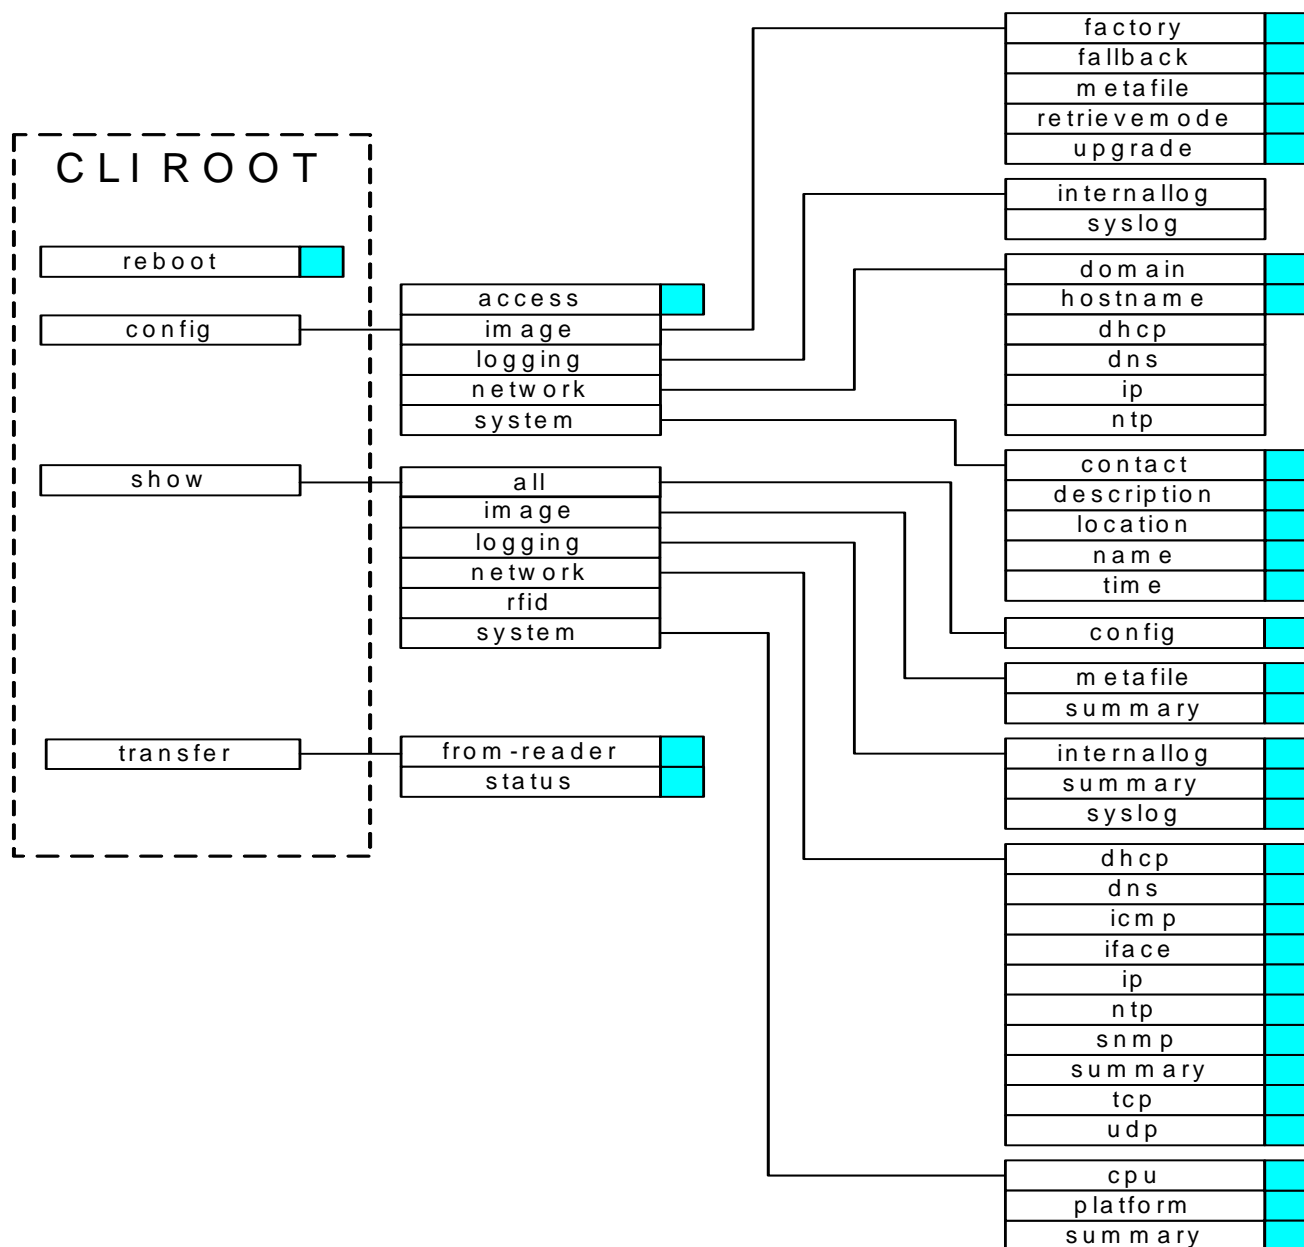 CLI ROOT
reboot
config
show
transfer
access
image
logging
network
system
all
image
logging
network
rfid
system
from-reader
status
factory
fallback
metafile
retrievemode
upgrade
internallog
syslog
domain
hostname
dhcp
dns
ip
ntp
contact
description
location
name
time
config
metafile
summary
internallog
summary
syslog
dhcp
dns
icmp
iface
ip
ntp
snmp
summary
tcp
udp
cpu
platform
summary